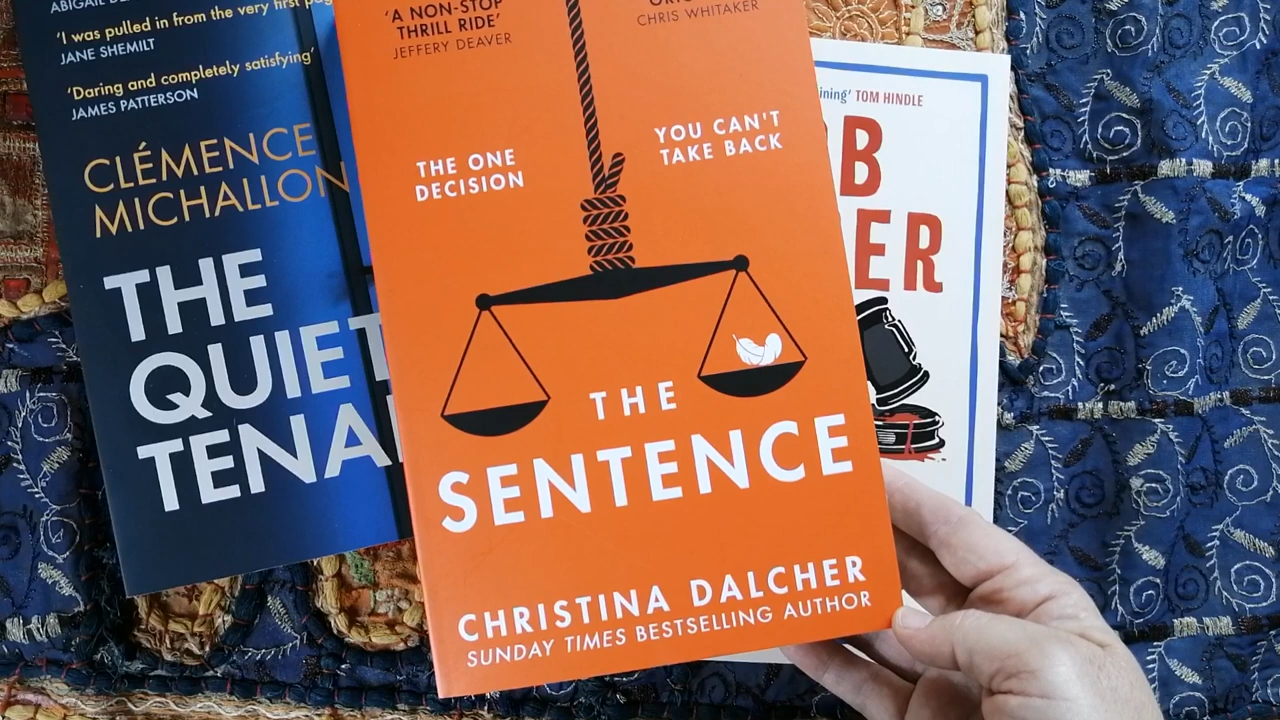 'I was pulled in from the very first
JANE SHEMILT
'Daring and completely satisfying'
JAMES PATTERSON
CLÉMENCE
MICHALLON
THE
QUIET
TENA
'A NON-STOP
THRILL RIDE'
JEFFERY DEAVER
CHRIS WHITAKER
THE ONE
DECISION
YOU CAN'T
TAKE BACK
THE
SENTENCE
CHRISTINA DALCHER
SUNDAY TIMES BESTSELLING AUTHOR
ining' TOM HINDLE
B
ER